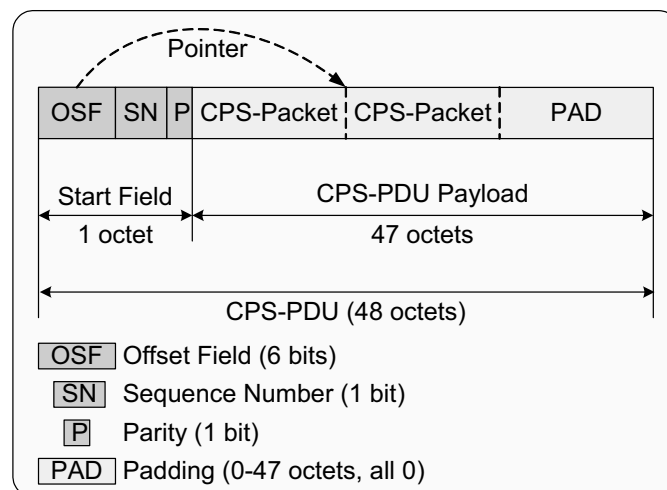 Pointer
OSF SN P CPS-Packet CPS-Packet PAD
Start Field CPS-PDU Payload
1 octet 47 octets
CPS-PDU (48 octets)
OSF Offset Field (6 bits)
SN Sequence Number (1 bit)
P Parity (1 bit)
PAD Padding (0-47 octets, all 0)